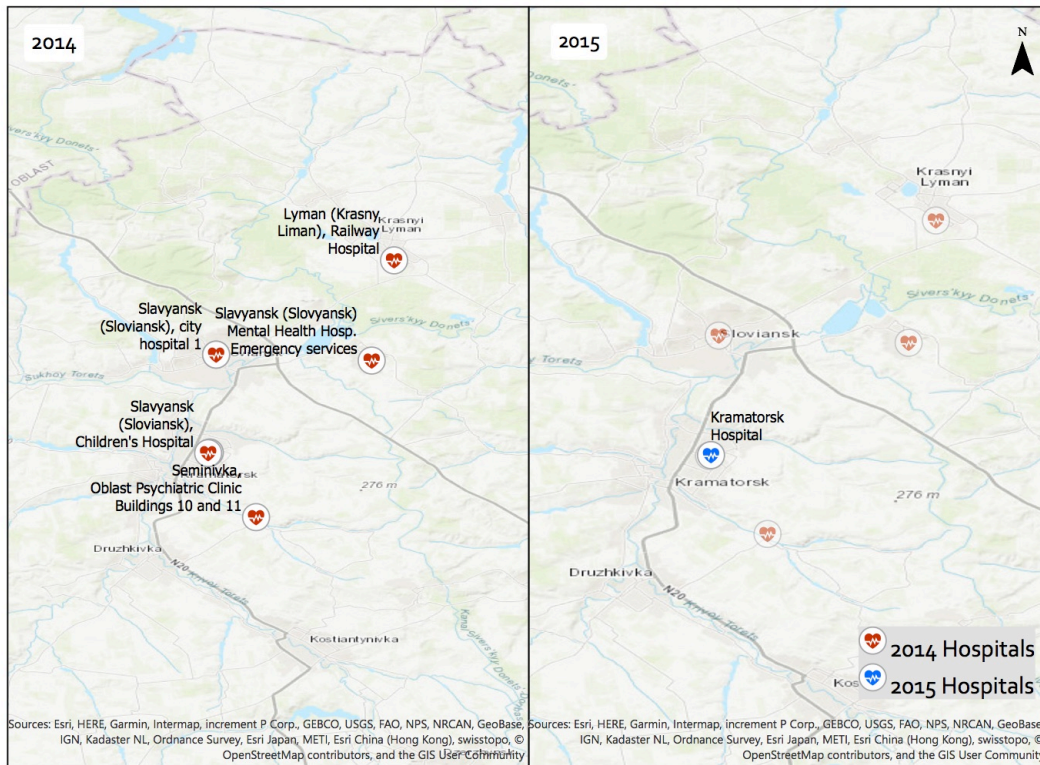 2014
Sivers'kyy Donets'
OBLAST
Lyman (Krasny
Liman), Railway
Hospital
Krasnyi
Lyman
Slavyansk
(Sloviansk), city
hospital 1
Slavyansk (Slovyansk)
Mental Health Hosp.
Emergency services
Sukhoy Torets
Slavyansk
(Sloviansk),
Children's Hospital
Seminivka,
Oblast Psychiatric Clinic
Buildings 10 and 11
276 m
Druzhkivka
N20
Krivoy Torets
Kostiantynivka
Sources: Esri, HERE, Garmin, Intermap, increment P Corp., GEBCO, USGS, FAO, NPS, NRCAN, GeoBase,
IGN, Kadaster NL, Ordnance Survey, Esri Japan, METI, Esri China (Hong Kong), swisstopo, ©
OpenStreetMap contributors, and the GIS User Community
2015
N
Krasnyi
Lyman
Sivers'kyy Donets
Sloviansk
Torets
Kramatorsk
Hospital
Kramatorsk
276 m
Druzhkivka
N20
Krivoy Torets
2014 Hospitals
2015 Hospitals
Sources: Esri, HERE, Garmin, Intermap, increment P Corp., GEBCO, USGS, FAO, NPS, NRCAN, GeoBase,
IGN, Kadaster NL, Ordnance Survey, Esri Japan, METI, Esri China (Hong Kong), swisstopo, ©
OpenStreetMap contributors, and the GIS User Community